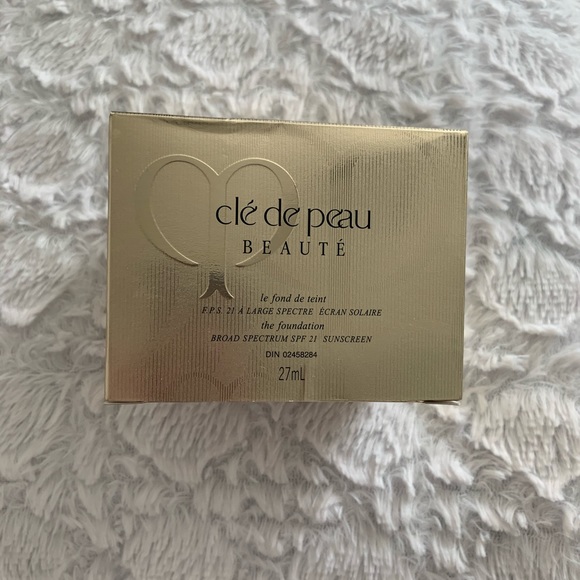 clé de peau
BEAUTÉ
le fond de teint
F.P.S. 21 A LARGE SPECTRE ÉCRAN SOLAIRE
the foundation
BROAD SPECTRUM SPF 21 SUNSCREEN
DIN 02458284
27mL